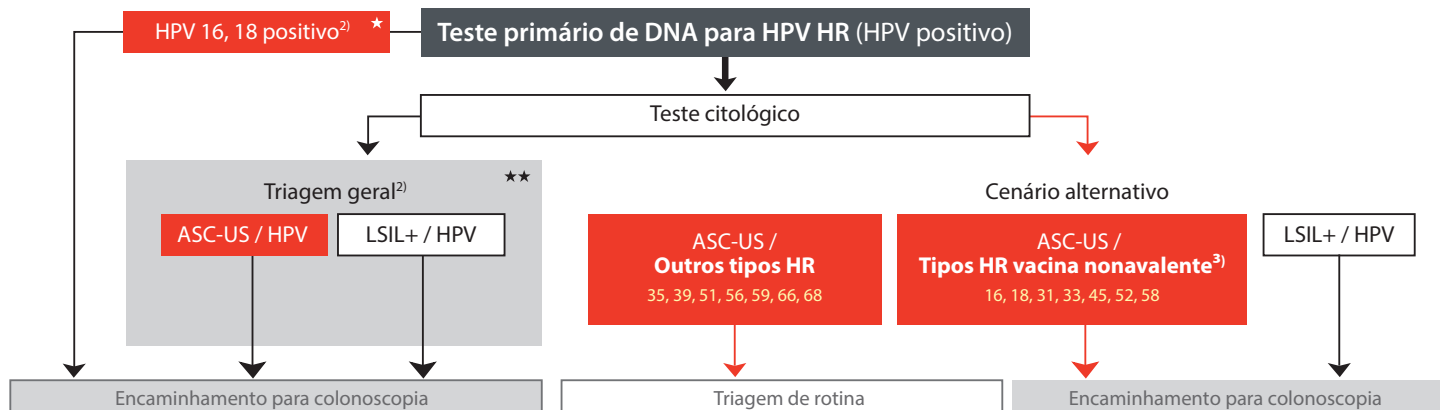 HPV 16, 18 positivo²⁾ ★
Teste primário de DNA para HPV HR (HPV positivo)
Teste citológico
Triagem geral²⁾ ★★
ASC-US / HPV
LSIL+ / HPV
Cenário alternativo
ASC-US /
Outros tipos HR
35, 39, 51, 56, 59, 66, 68
ASC-US /
Tipos HR vacina nonavalente³⁾
16, 18, 31, 33, 45, 52, 58
LSIL+ / HPV
Encaminhamento para colonoscopia
Triagem de rotina
Encaminhamento para colonoscopia